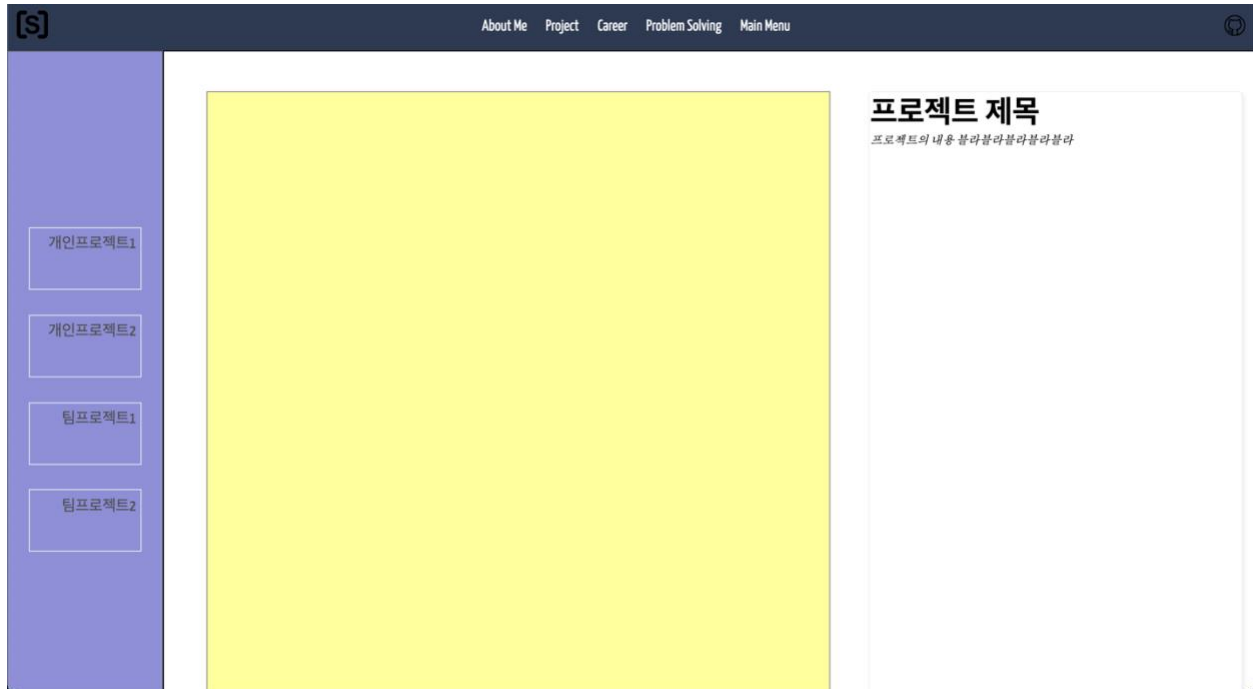 [S]
About Me Project Career Problem Solving Main Menu
개인프로젝트1
개인프로젝트2
팀프로젝트1
팀프로젝트2
프로젝트 제목
프로젝트의 내용 블라블라블라블라블라